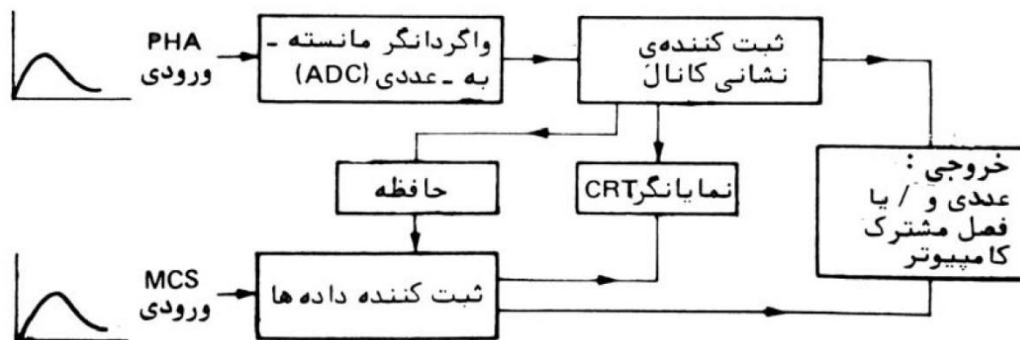 PHA
ورودی
واگردانگر مانسته -
به - عددی (ADC)
ثبت کننده‌ی
نشانی کانال
حافظه
نمایانگر CRT
خروجی :
عددی و / یا
فصل مشترک
کامپیوتر
MCS
ورودی
ثبت کننده داده ها